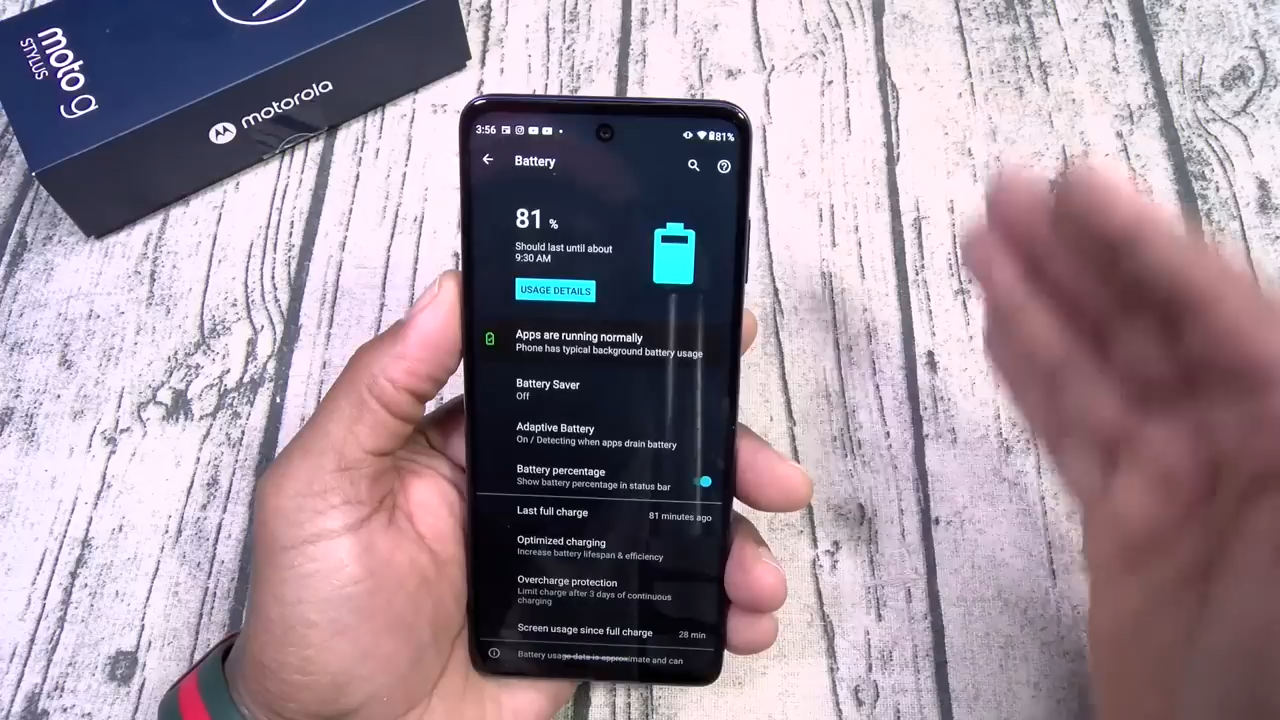 moto g
STYLUS
motorola
3:56
81%
Battery
81 %
Should last until about
9:30 AM
USAGE DETAILS
Apps are running normally
Phone has typical background battery usage
Battery Saver
Off
Adaptive Battery
On / Detecting when apps drain battery
Battery percentage
Show battery percentage in status bar
Last full charge
81 minutes ago
Optimized charging
Increase battery lifespan & efficiency
Overcharge protection
Limit charge after 3 days of continuous
charging
Screen usage since full charge
28 min
Battery usage data is approximate and can